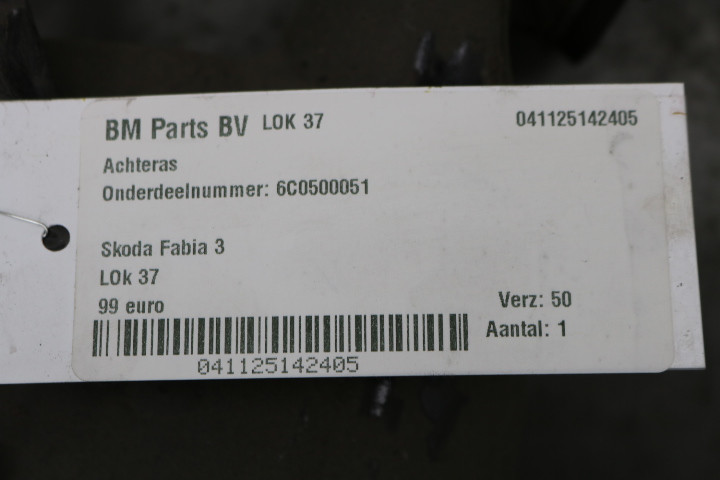 BM Parts BV LOK 37 041125142405
Achteras
Onderdeelnummer: 6C0500051
Skoda Fabia 3
LOk 37
99 euro Verz: 50
Aantal: 1
041125142405